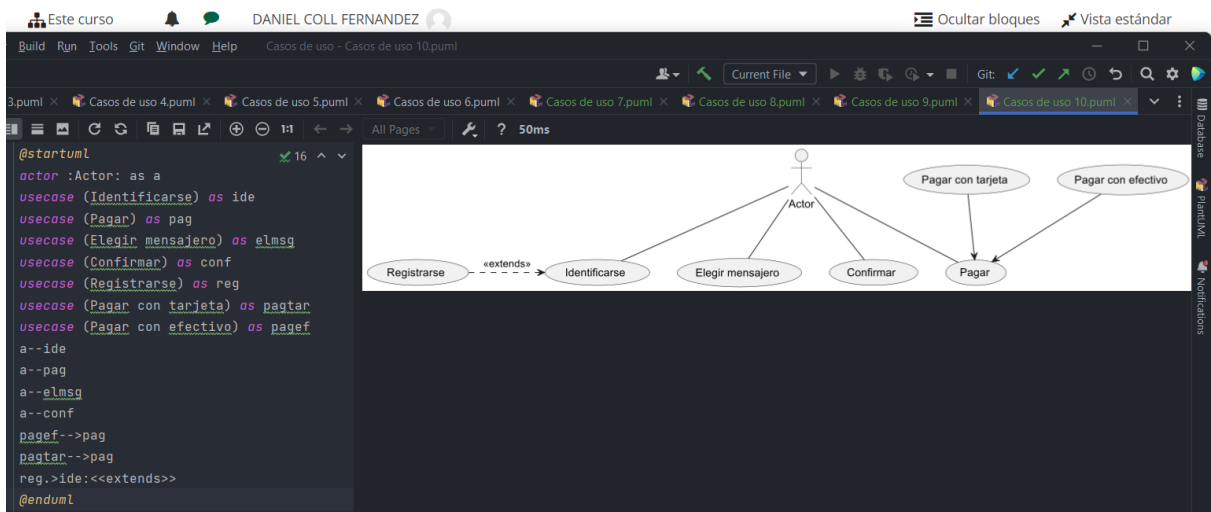 Este curso DANIEL COLL FERNANDEZ Ocultar bloques Vista estándar
Build Run Tools Git Window Help Casos de uso - Casos de uso 10.puml
Current File Git:
3.puml Casos de uso 4.puml Casos de uso 5.puml Casos de uso 6.puml Casos de uso 7.puml Casos de uso 8.puml Casos de uso 9.puml Casos de uso 10.puml
1:1 All Pages ? 50ms
@startuml
16
actor :Actor: as a
usecase (Identificarse) as ide
usecase (Pagar) as pag
usecase (Elegir mensajero) as elmsg
usecase (Confirmar) as conf
usecase (Registrarse) as reg
usecase (Pagar con tarjeta) as pagtar
usecase (Pagar con efectivo) as pagef
a--ide
a--pag
a--elmsg
a--conf
pagef-->pag
pagtar-->pag
reg.>ide:<<extends>>
@enduml
Pagar con tarjeta
Pagar con efectivo
Actor
«extends»
Registrarse
Identificarse
Elegir mensajero
Confirmar
Pagar
Database
PlantUML
Notifications